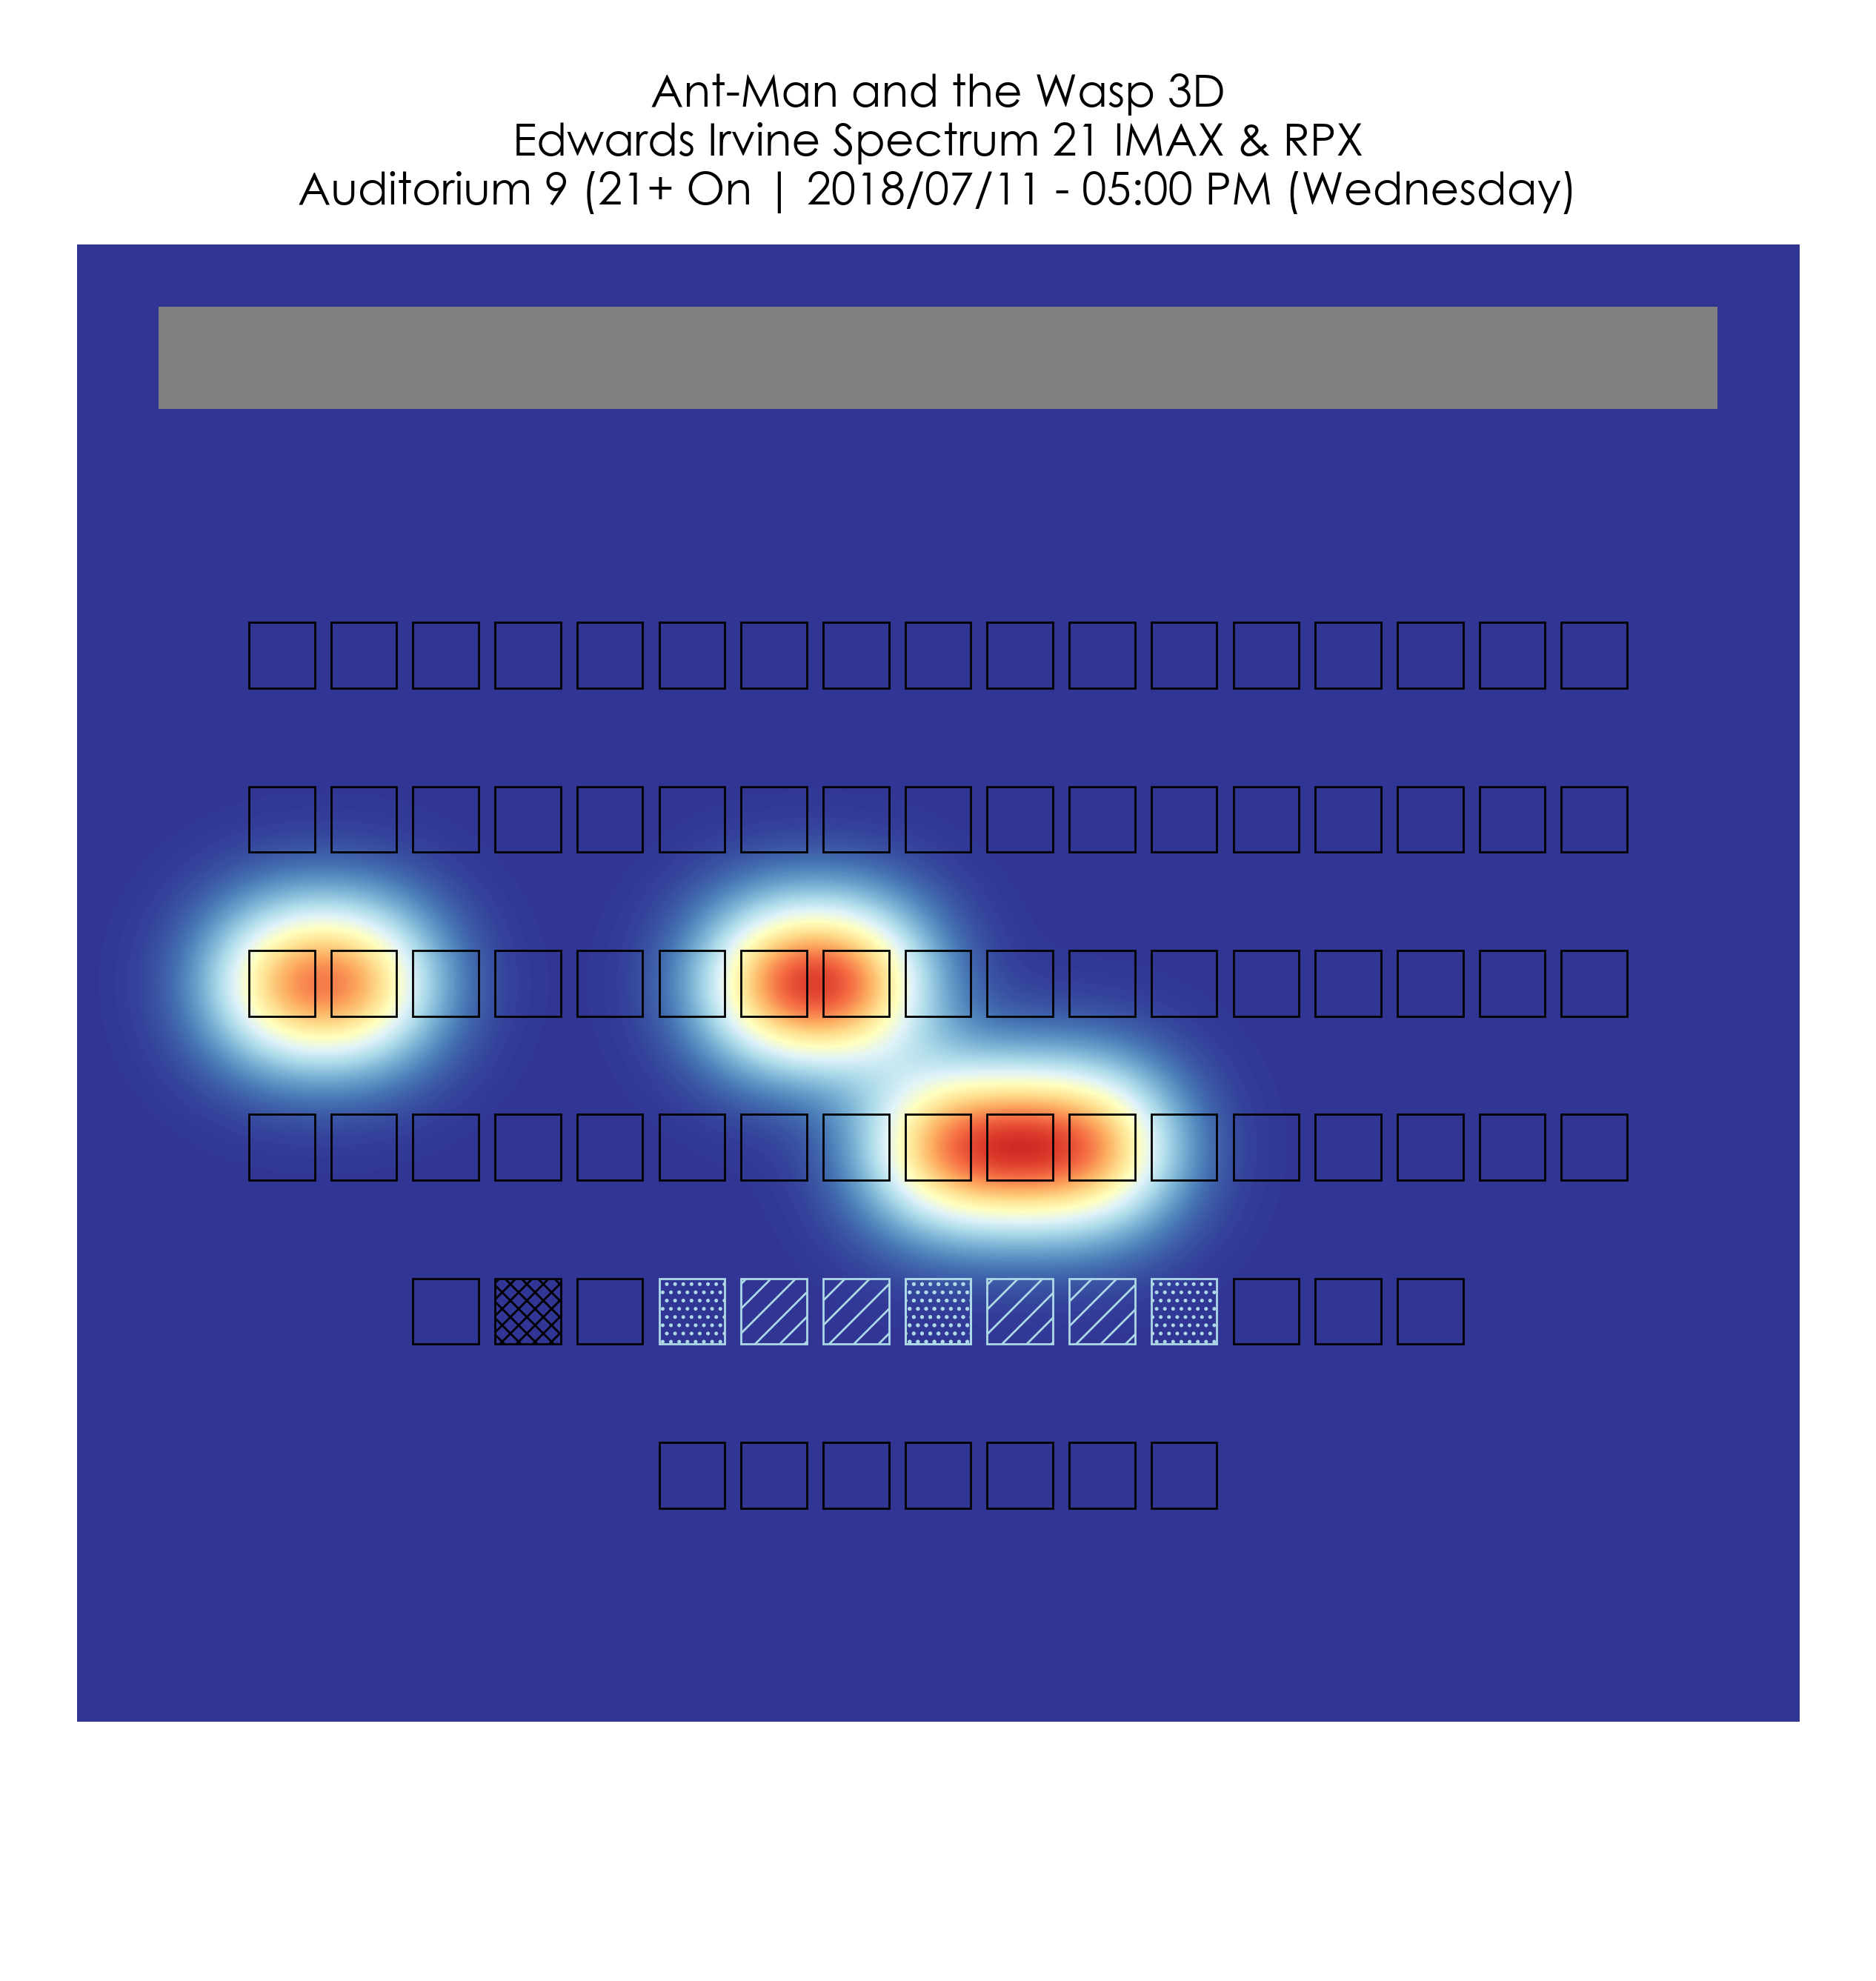 Ant-Man and the Wasp 3D
Edwards Irvine Spectrum 21 IMAX & RPX
Auditorium 9 (21+ On | 2018/07/11 - 05:00 PM (Wednesday)